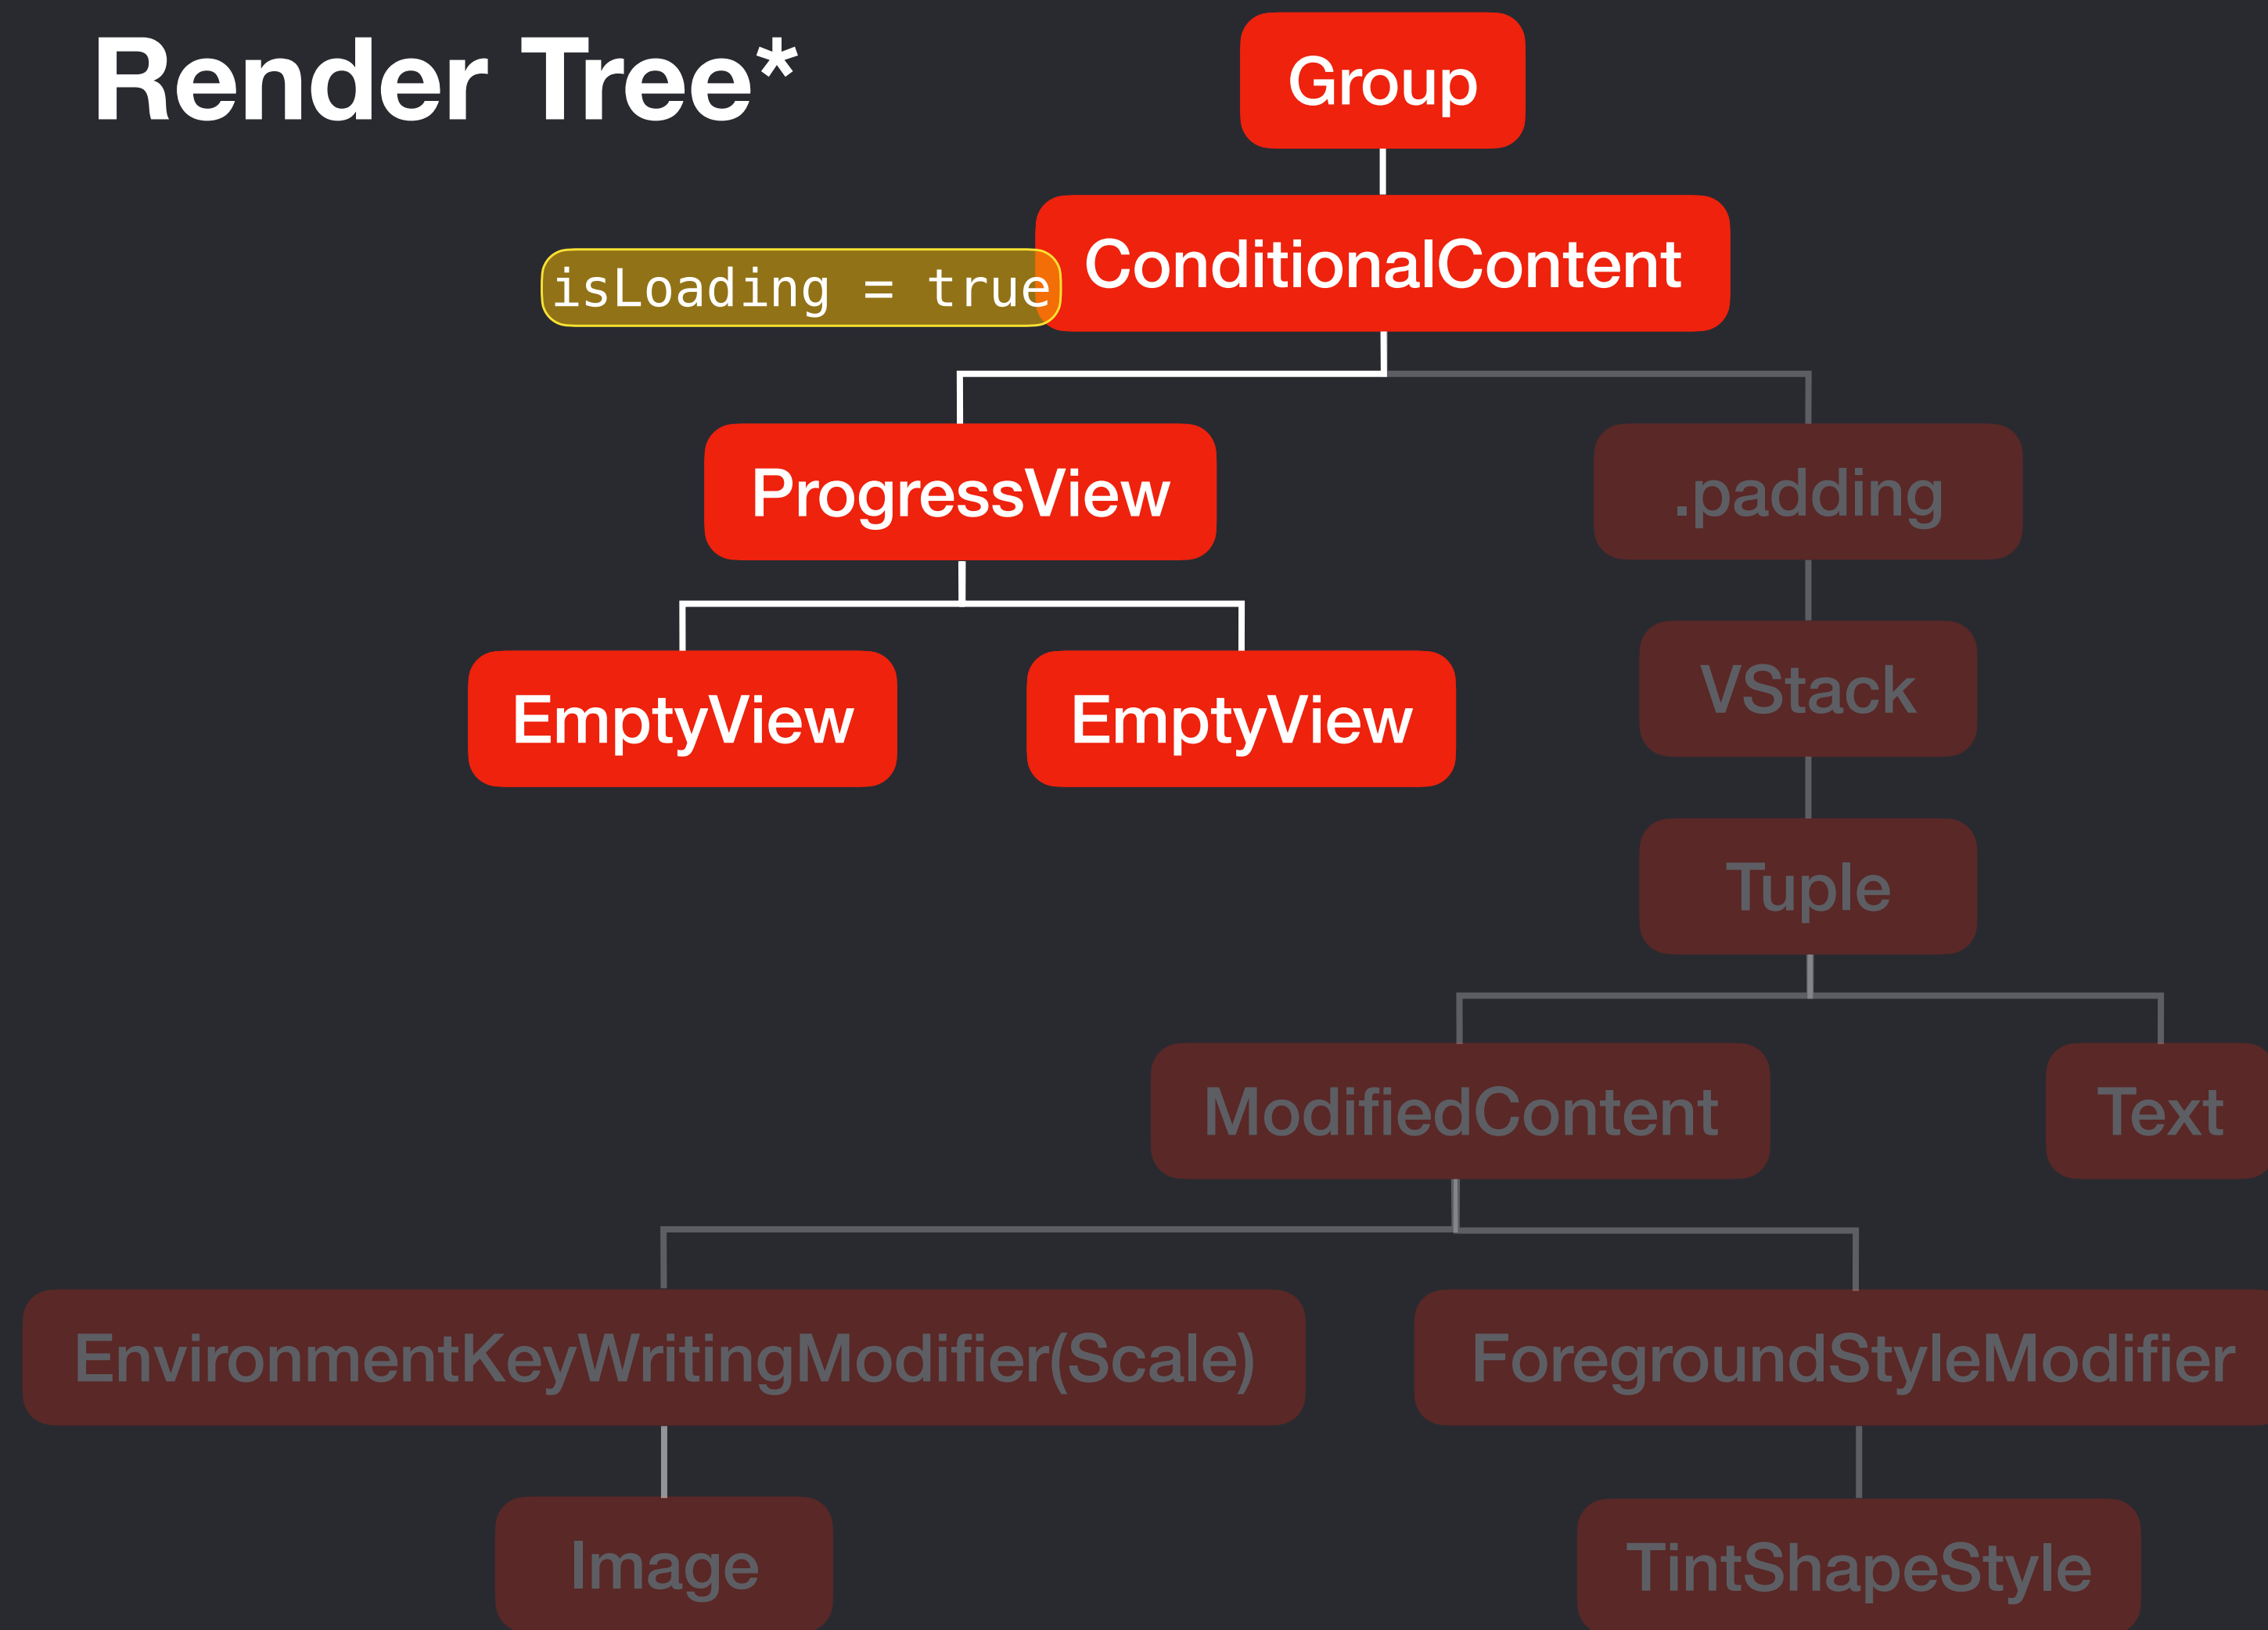 Render Tree*
Group
ConditionalContent
isLoading = true
ProgressView
.padding
EmptyView
EmptyView
VStack
Tuple
ModifiedContent
Text
EnvironmentKeyWritingModifier(Scale)
ForegroundStyleModifier
Image
TintShapeStyle